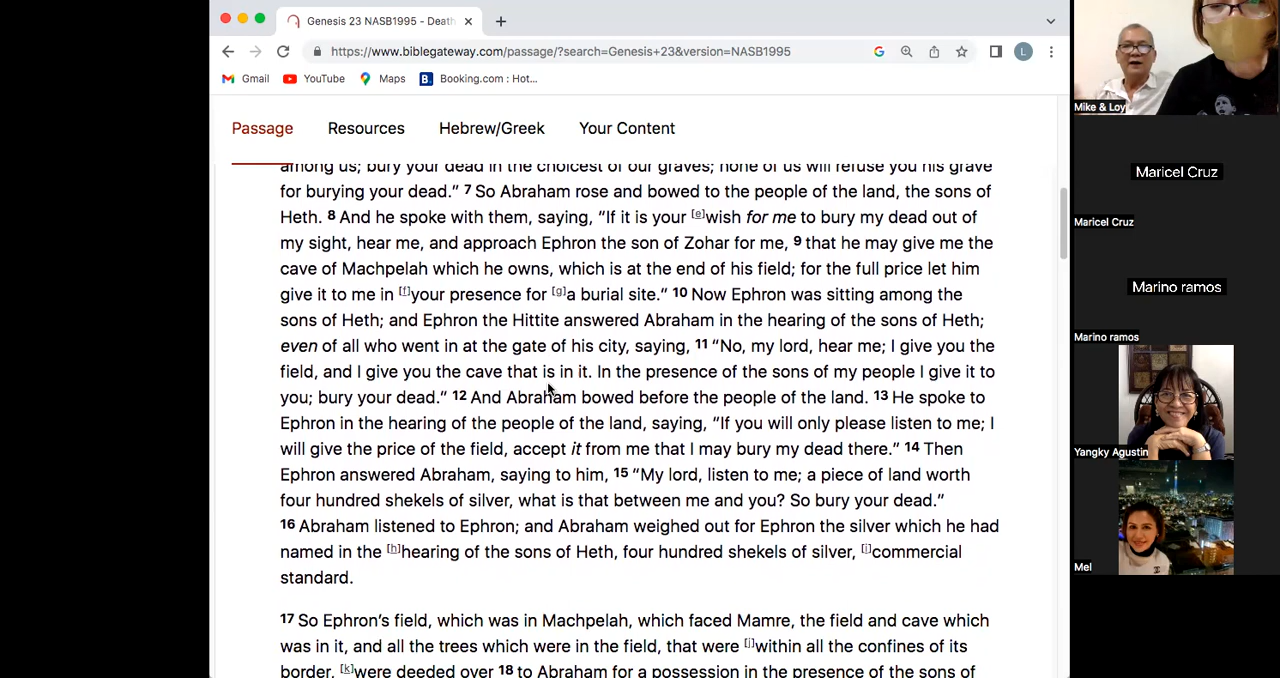 Genesis 23 NASB1995 - Death
https://www.biblegateway.com/passage/?search=Genesis+23&version=NASB1995
L
Gmail
YouTube
Maps
B.
Booking.com : Hot...
Passage
Resources
Hebrew/Greek
Your Content
among us; bury your dead in the choicest of our graves; none of us will refuse you his grave
for burying your dead.” 7 So Abraham rose and bowed to the people of the land, the sons of
Heth. 8 And he spoke with them, saying, “If it is your [e]wish for me to bury my dead out of
my sight, hear me, and approach Ephron the son of Zohar for me, 9 that he may give me the
cave of Machpelah which he owns, which is at the end of his field; for the full price let him
give it to me in [f]your presence for [g]a burial site.” 10 Now Ephron was sitting among the
sons of Heth; and Ephron the Hittite answered Abraham in the hearing of the sons of Heth;
even of all who went in at the gate of his city, saying, 11 “No, my lord, hear me; I give you the
field, and I give you the cave that is in it. In the presence of the sons of my people I give it to
you; bury your dead.” 12 And Abraham bowed before the people of the land. 13 He spoke to
Ephron in the hearing of the people of the land, saying, “If you will only please listen to me; I
will give the price of the field, accept it from me that I may bury my dead there.” 14 Then
Ephron answered Abraham, saying to him, 15 “My lord, listen to me; a piece of land worth
four hundred shekels of silver, what is that between me and you? So bury your dead.”
16 Abraham listened to Ephron; and Abraham weighed out for Ephron the silver which he had
named in the [h]hearing of the sons of Heth, four hundred shekels of silver, [i]commercial
standard.
17 So Ephron’s field, which was in Machpelah, which faced Mamre, the field and cave which
was in it, and all the trees which were in the field, that were [j]within all the confines of its
border, [k]were deeded over 18 to Abraham for a possession in the presence of the sons of
Mike & Loy
Maricel Cruz
Maricel Cruz
Marino ramos
Marino ramos
Yangky Agustin
Mel